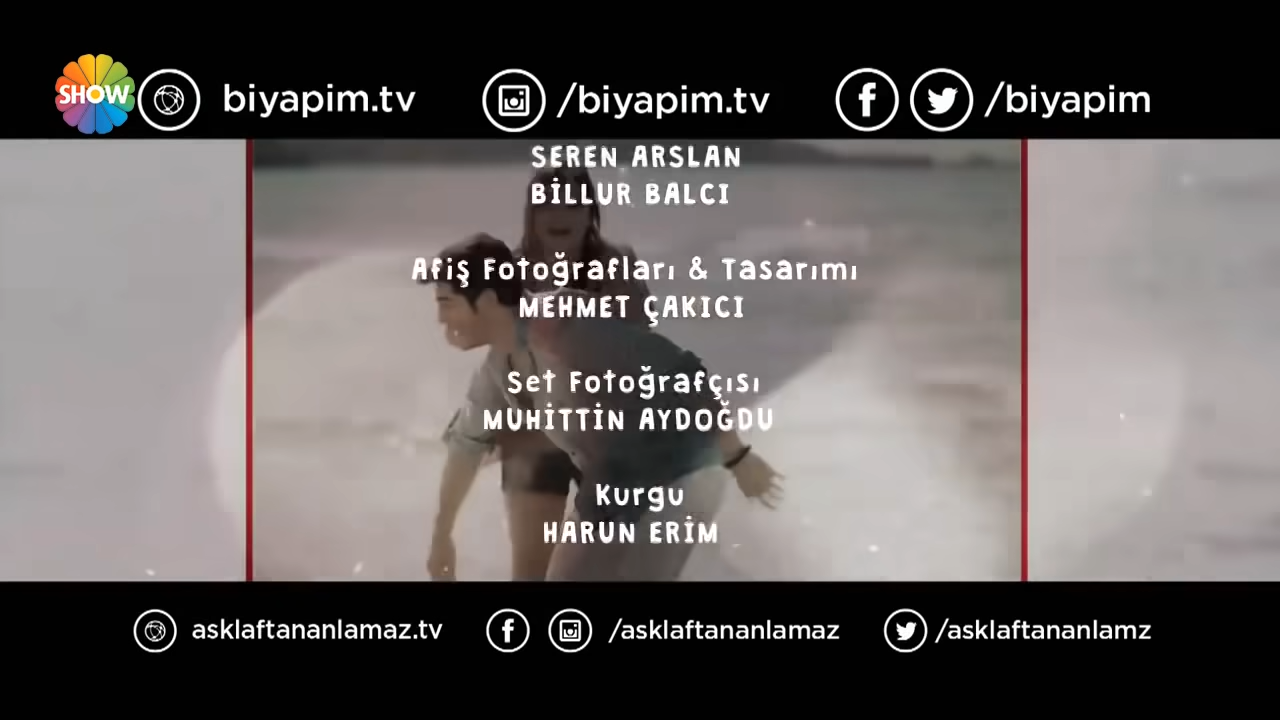 SHOW
biyapim.tv
/biyapim.tv
/biyapim
SEREN ARSLAN
BİLLUR BALCI
Afiş Fotoğrafları & Tasarımı
MEHMET ÇAKICI
Set Fotoğrafçısı
MUHİTTİN AYDOĞDU
Kurgu
HARUN ERİM
asklaftananlamaz.tv
/asklaftananlamaz
/asklaftananlamz